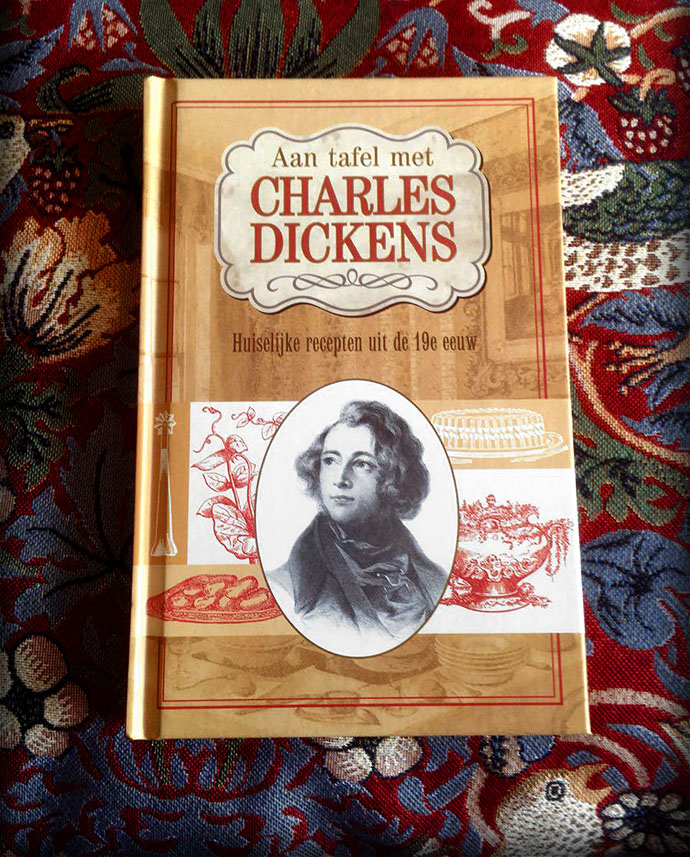 Aan tafel met
CHARLES
DICKENS
Huiselijke recepten uit de 19e eeuw